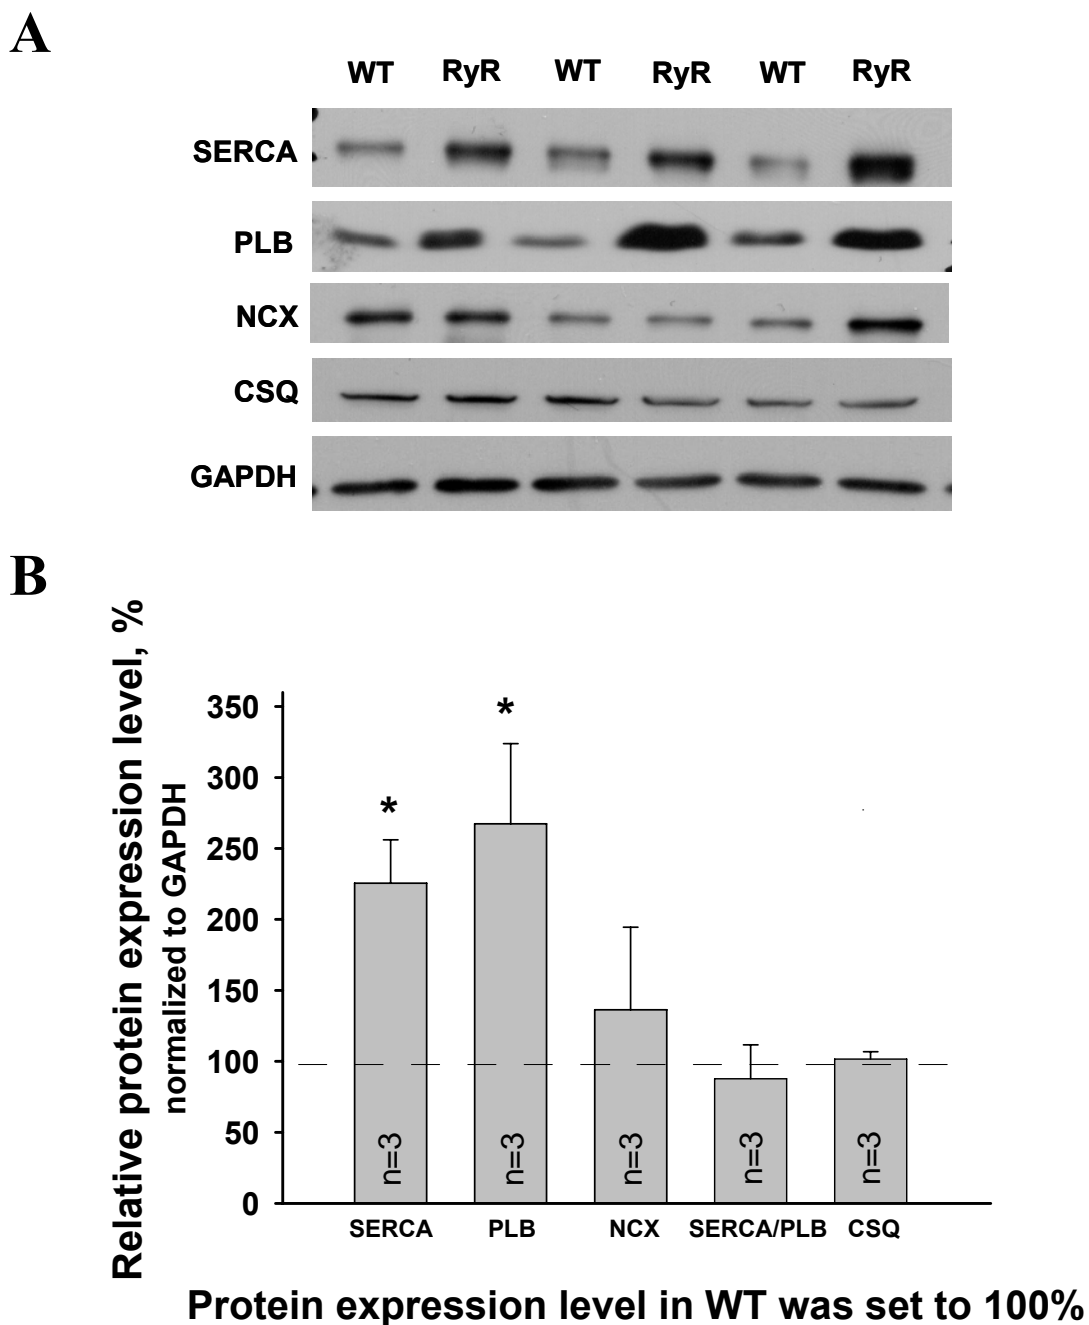 A
WT RyR WT RyR WT RyR
SERCA
PLB
NCX
CSQ
GAPDH
B
Relative protein expression level, %
normalized to GAPDH
350
300
250
200
150
100
50
0
*
*
n=3
n=3
n=3
n=3
n=3
SERCA PLB NCX SERCA/PLB CSQ
Protein expression level in WT was set to 100%